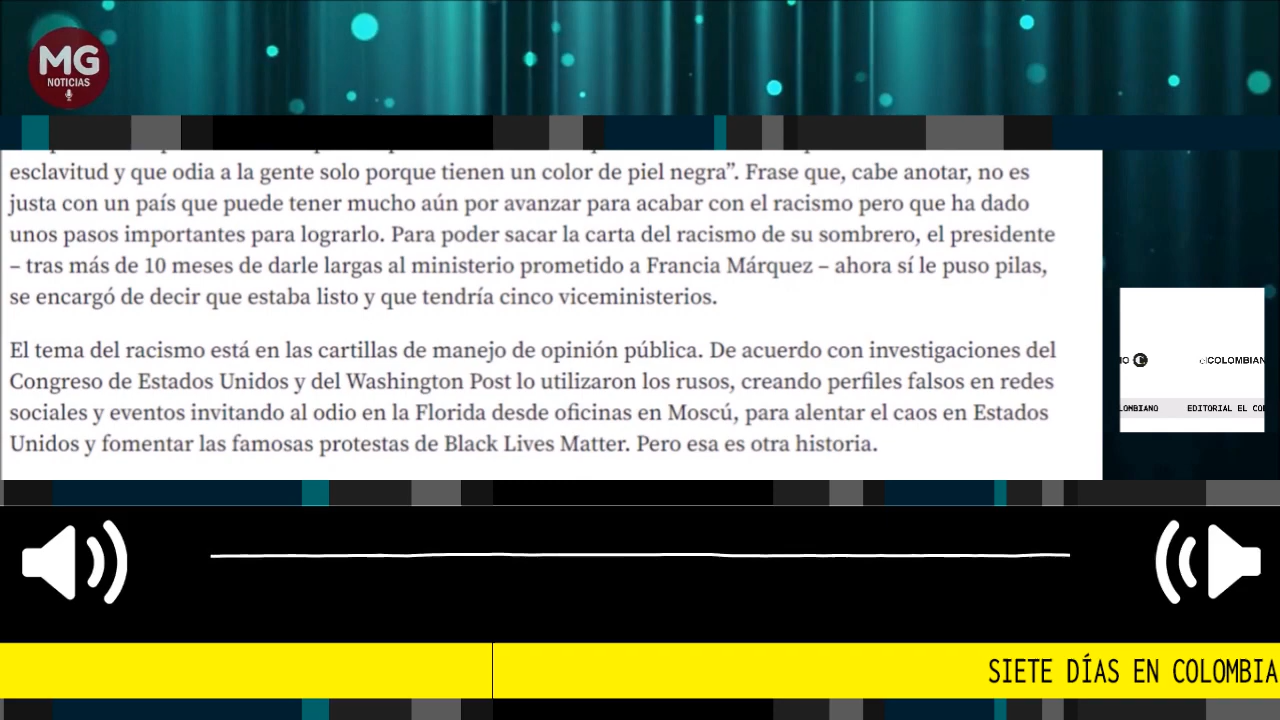 MG
NOTICIAS
esclavitud y que odia a la gente solo porque tienen un color de piel negra”. Frase que, cabe anotar, no es
justa con un país que puede tener mucho aún por avanzar para acabar con el racismo pero que ha dado
unos pasos importantes para lograrlo. Para poder sacar la carta del racismo de su sombrero, el presidente
– tras más de 10 meses de darle largas al ministerio prometido a Francia Márquez – ahora sí le puso pilas,
se encargó de decir que estaba listo y que tendría cinco viceministerios.
El tema del racismo está en las cartillas de manejo de opinión pública. De acuerdo con investigaciones del
Congreso de Estados Unidos y del Washington Post lo utilizaron los rusos, creando perfiles falsos en redes
sociales y eventos invitando al odio en la Florida desde oficinas en Moscú, para alentar el caos en Estados
Unidos y fomentar las famosas protestas de Black Lives Matter. Pero esa es otra historia.
IO C elCOLOMBIAN
LOMBIANO EDITORIAL EL CO
SIETE DÍAS EN COLOMBIA